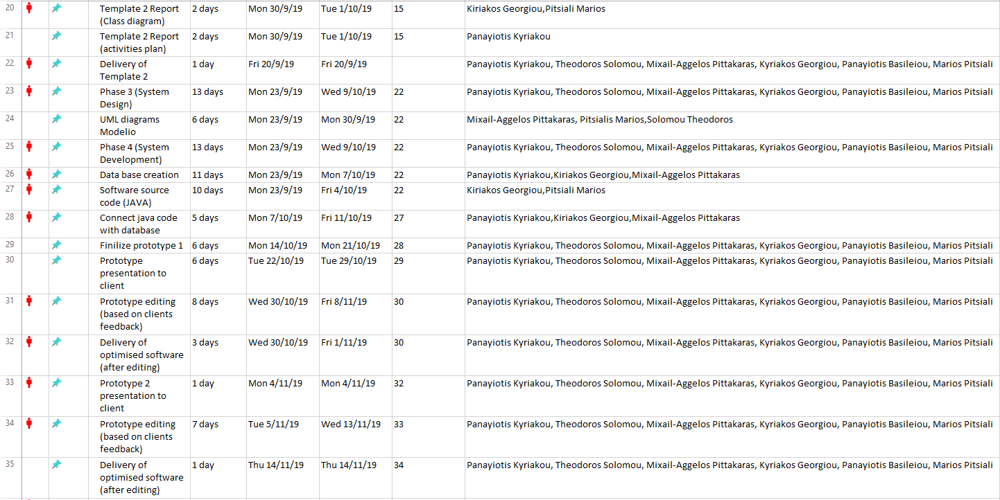 20 Template 2 Report 2 days Mon 30/9/19 Tue 1/10/19 15 Kiriakos Georgiou,Pitsiali Marios
(Class diagram)
21 Template 2 Report 2 days Mon 30/9/19 Tue 1/10/19 15 Panayiotis Kyriakou
(activities plan)
22 Delivery of 1 day Fri 20/9/19 Fri 20/9/19 Panayiotis Kyriakou, Theodoros Solomou, Mixail-Aggelos Pittakaras, Kyriakos Georgiou, Panayiotis Basileiou, Marios Pitsiali
Template 2
23 Phase 3 (System 13 days Mon 23/9/19 Wed 9/10/19 22 Panayiotis Kyriakou, Theodoros Solomou, Mixail-Aggelos Pittakaras, Kyriakos Georgiou, Panayiotis Basileiou, Marios Pitsiali
Design)
24 UML diagrams 6 days Mon 23/9/19 Mon 30/9/19 22 Mixail-Aggelos Pittakaras, Pitsialis Marios,Solomou Theodoros
Modelio
25 Phase 4 (System 13 days Mon 23/9/19 Wed 9/10/19 22 Panayiotis Kyriakou, Theodoros Solomou, Mixail-Aggelos Pittakaras, Kyriakos Georgiou, Panayiotis Basileiou, Marios Pitsiali
Development)
26 Data base creation 11 days Mon 23/9/19 Mon 7/10/19 22 Panayiotis Kyriakou,Kiriakos Georgiou,Mixail-Aggelos Pittakaras
27 Software source 10 days Mon 23/9/19 Fri 4/10/19 22 Kiriakos Georgiou,Pitsiali Marios
code (JAVA)
28 Connect java code 5 days Mon 7/10/19 Fri 11/10/19 27 Panayiotis Kyriakou,Kiriakos Georgiou,Mixail-Aggelos Pittakaras
with database
29 Finilize prototype 1 6 days Mon 14/10/19 Mon 21/10/19 28 Panayiotis Kyriakou, Theodoros Solomou, Mixail-Aggelos Pittakaras, Kyriakos Georgiou, Panayiotis Basileiou, Marios Pitsiali
30 Prototype 6 days Tue 22/10/19 Tue 29/10/19 29 Panayiotis Kyriakou, Theodoros Solomou, Mixail-Aggelos Pittakaras, Kyriakos Georgiou, Panayiotis Basileiou, Marios Pitsiali
presentation to
client
31 Prototype editing 8 days Wed 30/10/19 Fri 8/11/19 30 Panayiotis Kyriakou, Theodoros Solomou, Mixail-Aggelos Pittakaras, Kyriakos Georgiou, Panayiotis Basileiou, Marios Pitsiali
(based on clients
feedback)
32 Delivery of 3 days Wed 30/10/19 Fri 1/11/19 30 Panayiotis Kyriakou, Theodoros Solomou, Mixail-Aggelos Pittakaras, Kyriakos Georgiou, Panayiotis Basileiou, Marios Pitsiali
optimised software
(after editing)
33 Prototype 2 1 day Mon 4/11/19 Mon 4/11/19 32 Panayiotis Kyriakou, Theodoros Solomou, Mixail-Aggelos Pittakaras, Kyriakos Georgiou, Panayiotis Basileiou, Marios Pitsiali
presentation to
client
34 Prototype editing 7 days Tue 5/11/19 Wed 13/11/19 33 Panayiotis Kyriakou, Theodoros Solomou, Mixail-Aggelos Pittakaras, Kyriakos Georgiou, Panayiotis Basileiou, Marios Pitsiali
(based on clients
feedback)
35 Delivery of 1 day Thu 14/11/19 Thu 14/11/19 34 Panayiotis Kyriakou, Theodoros Solomou, Mixail-Aggelos Pittakaras, Kyriakos Georgiou, Panayiotis Basileiou, Marios Pitsiali
optimised software
(after editing)